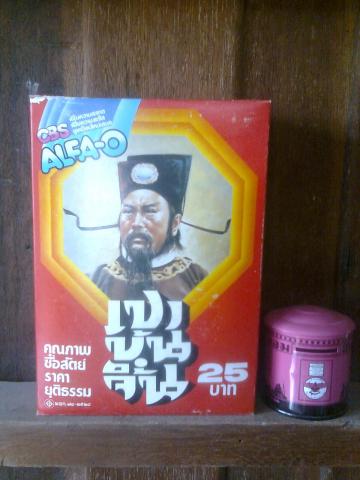 CBS
ALFA-O
เปา
บุ้น
จิ้น
คุณภาพ
ซื่อสัตย์
ราคา
ยุติธรรม
25
บาท